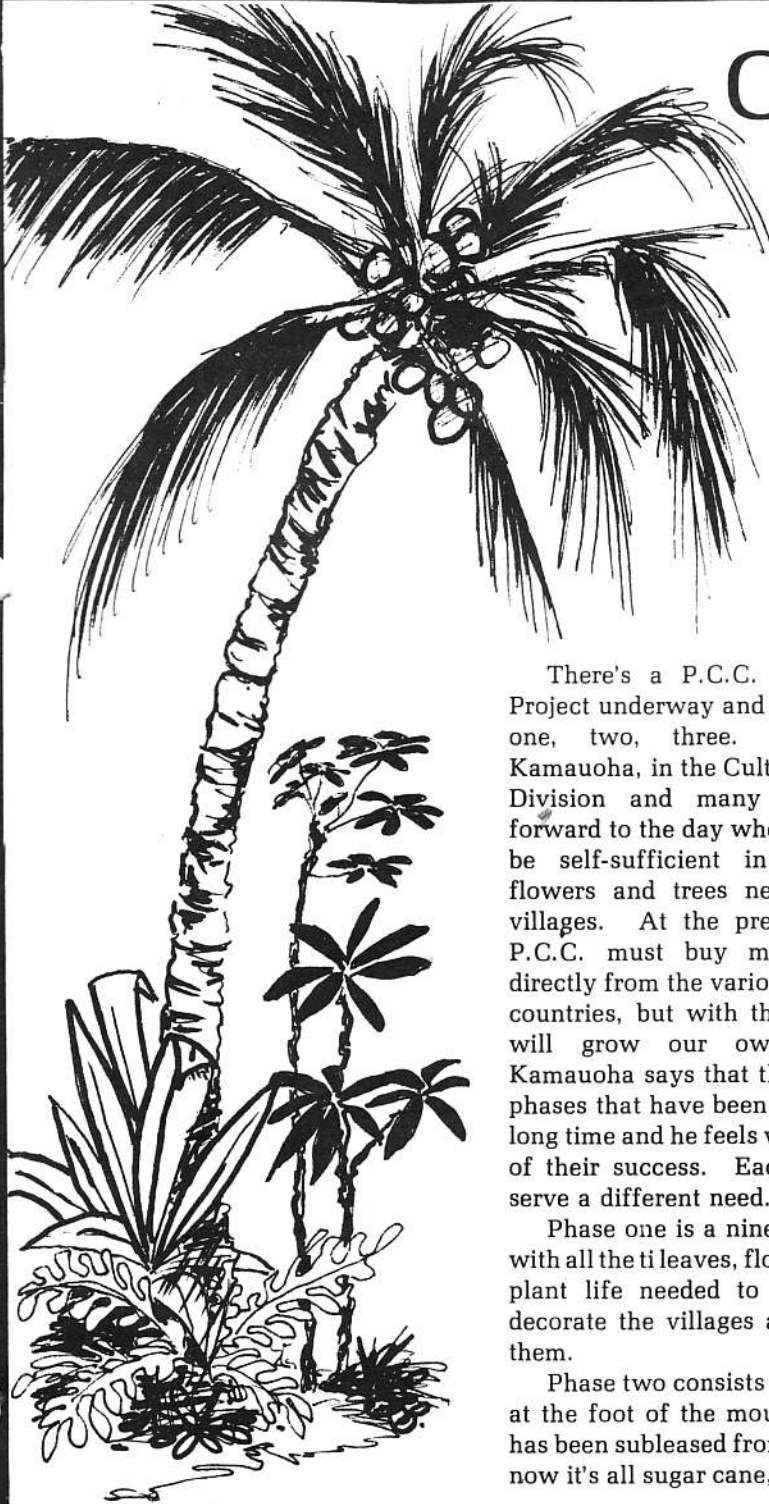 C
There's a P.C.C.
Project underway and
one, two, three.
Kamauoha, in the Cult
Division and many
forward to the day whe
be self-sufficient in
flowers and trees ne
villages. At the pre
P.C.C. must buy m
directly from the vario
countries, but with th
will grow our ow
Kamauoha says that th
phases that have been
long time and he feels v
of their success. Eac
serve a different need.
Phase one is a nine
with all the ti leaves, flo
plant life needed to
decorate the villages a
them.
Phase two consists
at the foot of the mou
has been subleased fro
now it's all sugar cane,